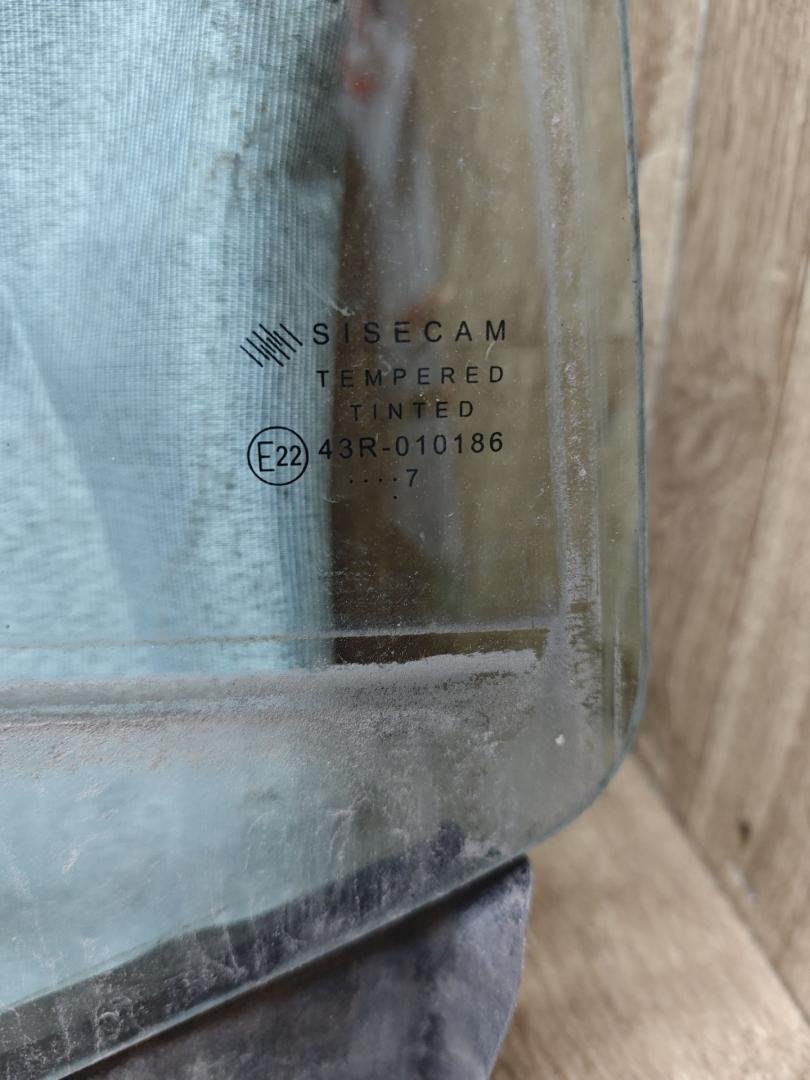 SISECAM
TEMPERED
TINTED
E22 43R-010186
....7
.